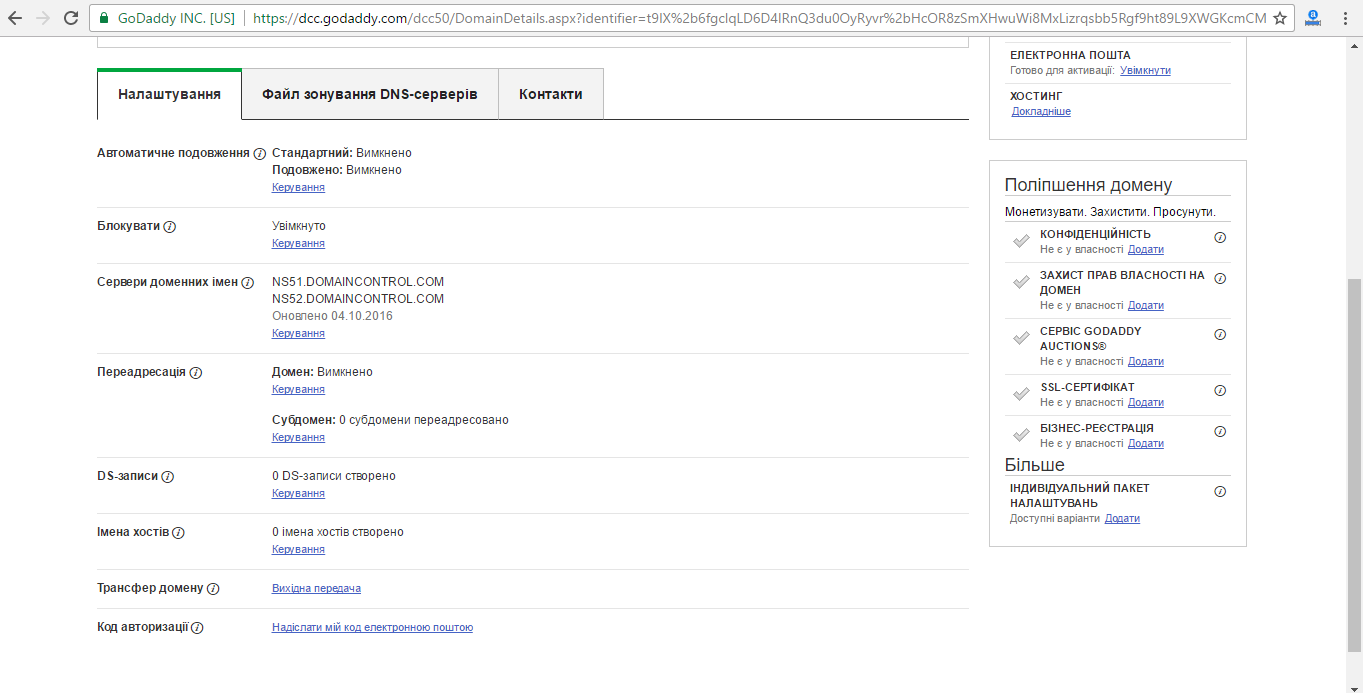 GoDaddy INC. [US]
https://dcc.godaddy.com/dcc50/DomainDetails.aspx?identifier=t9IX%2b6fgcIqLD6D4IRnQ3du0OyRyvr%2bHcOR8zSmXHwuWi8MxLizrqsbb5Rgf9ht89L9XWGKcmCM
Налаштування
Файл зонування DNS-серверів
Контакти
Автоматичне подовження
Стандартний: Вимкнено
Подовжено: Вимкнено
Керування
Блокувати
Увімкнуто
Керування
Сервери доменних імен
NS51.DOMAINCONTROL.COM
NS52.DOMAINCONTROL.COM
Оновлено 04.10.2016
Керування
Переадресація
Домен: Вимкнено
Керування
Субдомен: 0 субдомени переадресовано
Керування
DS-записи
0 DS-записи створено
Керування
Імена хостів
0 імена хостів створено
Керування
Трансфер домену
Вихідна передача
Код авторизації
Надіслати мій код електронною поштою
ЕЛЕКТРОННА ПОШТА
Готово для активації: Увімкнути
ХОСТИНГ
Докладніше
Поліпшення домену
Монетизувати. Захистити. Просунути.
КОНФІДЕНЦІЙНІСТЬ
Не є у власності Додати
ЗАХИСТ ПРАВ ВЛАСНОСТІ НА
ДОМЕН
Не є у власності Додати
СЕРВІС GODADDY
AUCTIONS®
Не є у власності Додати
SSL-СЕРТИФІКАТ
Не є у власності Додати
БІЗНЕС-РЕЄСТРАЦІЯ
Не є у власності Додати
Більше
ІНДИВІДУАЛЬНИЙ ПАКЕТ
НАЛАШТУВАНЬ
Доступні варіанти Додати